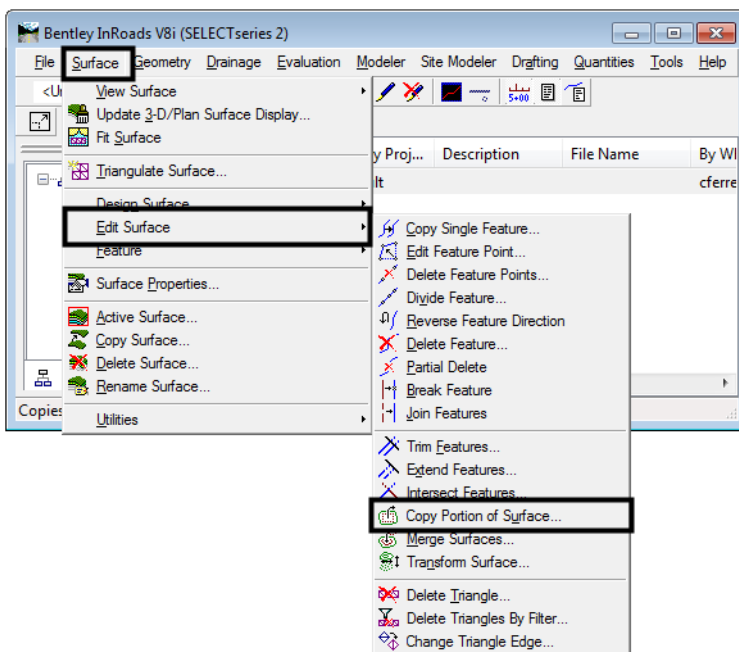 Bentley InRoads V8i (SELECTseries 2)
File Surface Geometry Drainage Evaluation Modeler Site Modeler Drafting Quantities Tools Help
View Surface
Update 3-D/Plan Surface Display...
Fit Surface
Triangulate Surface...
Design Surface
Edit Surface
Feature
Surface Properties...
Active Surface...
Copy Surface...
Delete Surface...
Rename Surface...
Utilities
5+00
y Proj... Description File Name By Wl
lt cferre
Copies
Copy Single Feature...
Edit Feature Point...
Delete Feature Points...
Divide Feature...
Reverse Feature Direction
Delete Feature...
Partial Delete
Break Feature
Join Features
Trim Features...
Extend Features...
Intersect Features...
Copy Portion of Surface...
Merge Surfaces...
Transform Surface...
Delete Triangle...
Delete Triangles By Filter...
Change Triangle Edge...